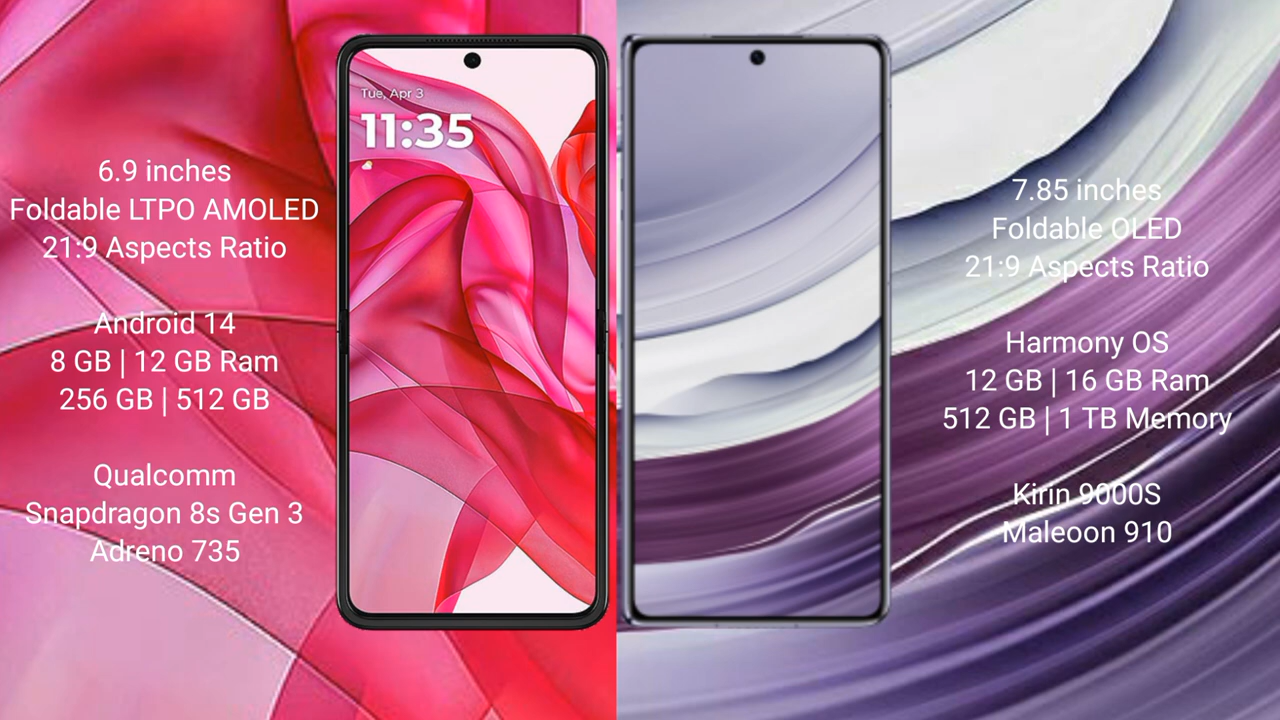 6.9 inches
Foldable LTPO AMOLED
21:9 Aspects Ratio
Android 14
8 GB | 12 GB Ram
256 GB | 512 GB
Qualcomm
Snapdragon 8s Gen 3
Adreno 735
Tue, Apr 3
11:35
7.85 inches
Foldable OLED
21:9 Aspects Ratio
Harmony OS
12 GB | 16 GB Ram
512 GB | 1 TB Memory
Kirin 9000S
Maleoon 910